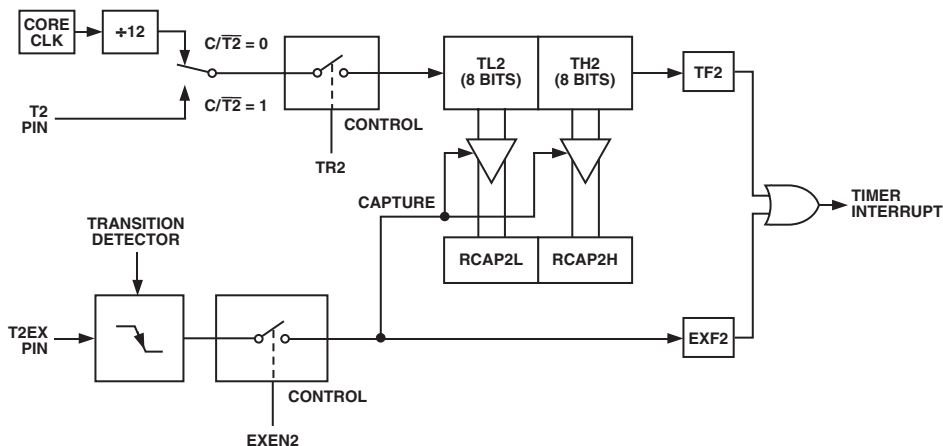 CORE
CLK
÷12
C/T2 = 0
C/T2 = 1
T2
PIN
CONTROL
TR2
TL2
(8 BITS)
TH2
(8 BITS)
TF2
CAPTURE
TIMER
INTERRUPT
TRANSITION
DETECTOR
RCAP2L
RCAP2H
T2EX
PIN
EXF2
CONTROL
EXEN2